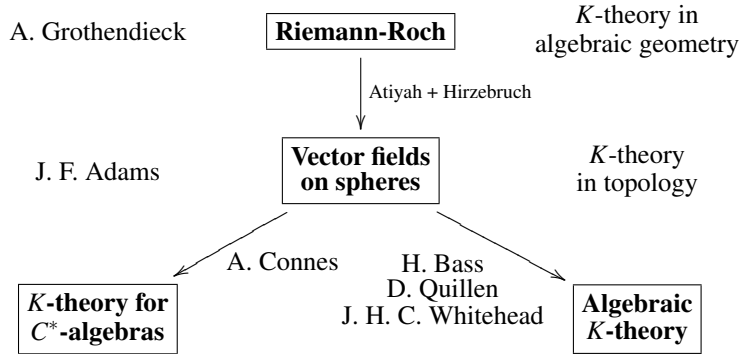 A. Grothendieck
Riemann-Roch
K-theory in
algebraic geometry
Atiyah + Hirzebruch
J. F. Adams
Vector fields
on spheres
K-theory
in topology
A. Connes
H. Bass
D. Quillen
J. H. C. Whitehead
K-theory for
C*-algebras
Algebraic
K-theory